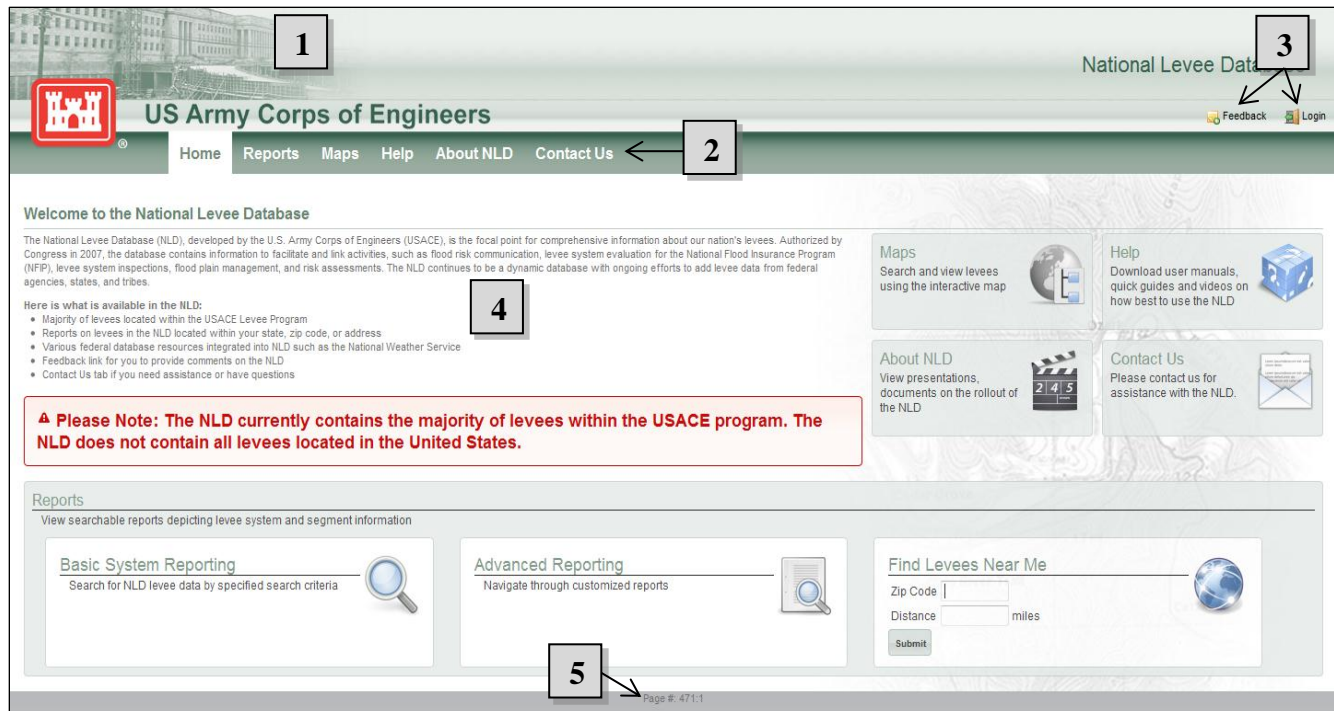 1
3
National Levee Database
US Army Corps of Engineers
Feedback Login
®
Home Reports Maps Help About NLD Contact Us
2
Welcome to the National Levee Database
The National Levee Database (NLD), developed by the U.S. Army Corps of Engineers (USACE), is the focal point for comprehensive information about our nation's levees. Authorized by
Congress in 2007, the database contains information to facilitate and link activities, such as flood risk communication, levee system evaluation for the National Flood Insurance Program
(NFIP), levee system inspections, flood plain management, and risk assessments. The NLD continues to be a dynamic database with ongoing efforts to add levee data from federal
agencies, states, and tribes.
4
Here is what is available in the NLD:
• Majority of levees located within the USACE Levee Program
• Reports on levees in the NLD located within your state, zip code, or address
• Various federal database resources integrated into NLD such as the National Weather Service
• Feedback link for you to provide comments on the NLD
• Contact Us tab if you need assistance or have questions
Please Note: The NLD currently contains the majority of levees within the USACE program. The
NLD does not contain all levees located in the United States.
Maps
Search and view levees
using the interactive map
Help
Download user manuals,
quick guides and videos on
how best to use the NLD
About NLD
View presentations,
documents on the rollout of
the NLD
2 4 5
Contact Us
Please contact us for
assistance with the NLD.
Reports
View searchable reports depicting levee system and segment information
Basic System Reporting
Search for NLD levee data by specified search criteria
Advanced Reporting
Navigate through customized reports
Find Levees Near Me
Zip Code
Distance miles
Submit
5
Page #: 471:1